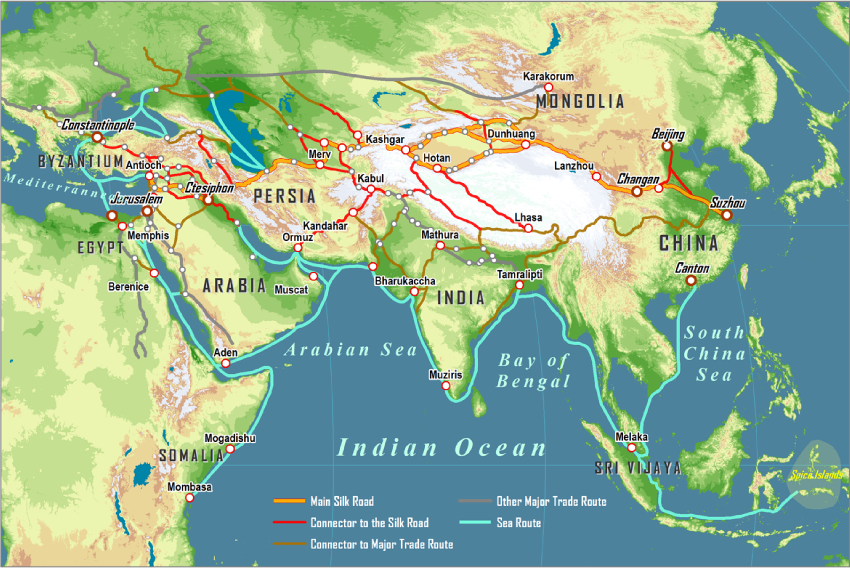 Karakorum
MONGOLIA
Constantinople
Beijing
Dunhuang
Kashgar
BYZANTIUM
Merv
Hotan
Antioch
Lanzhou
Kabul
Changan
Mediterranne
Ctesiphon
PERSIA
Jerusalem
Suzhou
Lhasa
Kandahar
Memphis
Mathura
Ormuz
EGYPT
CHINA
Canton
Tamralipti
Berenice
ARABIA
Muscat
Bharukaccha
INDIA
South
China
Sea
Aden
Arabian Sea
Bay of
Bengal
Muziris
Mogadishu
Melaka
SOMALIA
Indian Ocean
SRI VIJAYA
Spice Islands
Mombasa
Main Silk Road
Other Major Trade Route
Connector to the Silk Road
Sea Route
Connector to Major Trade Route